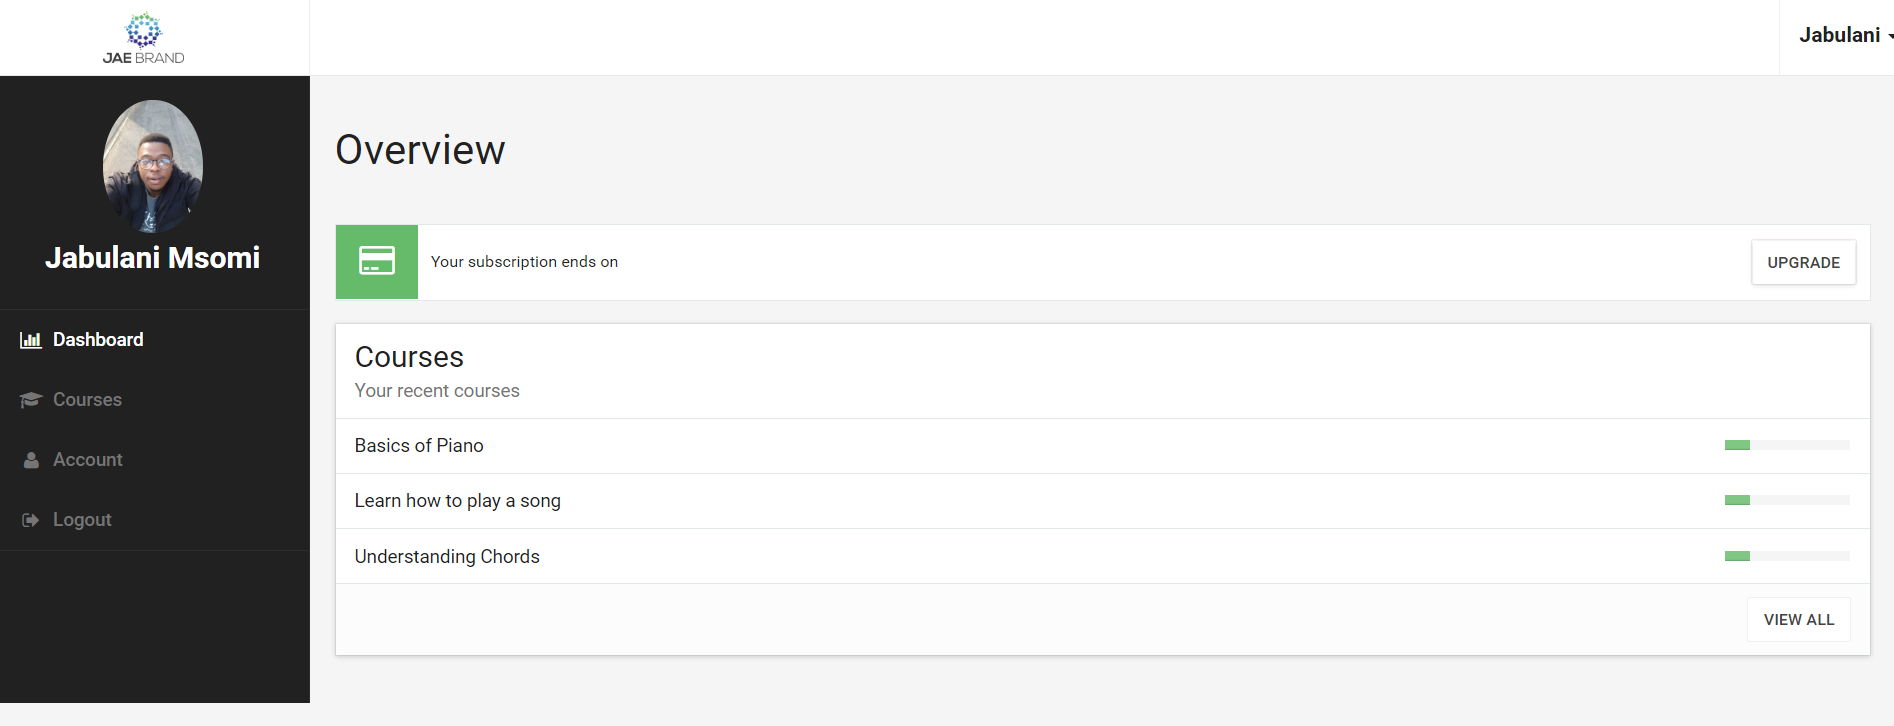 JAE BRAND
Jabulani
Jabulani Msomi
Dashboard
Courses
Account
Logout
Overview
Your subscription ends on
UPGRADE
Courses
Your recent courses
Basics of Piano
Learn how to play a song
Understanding Chords
VIEW ALL